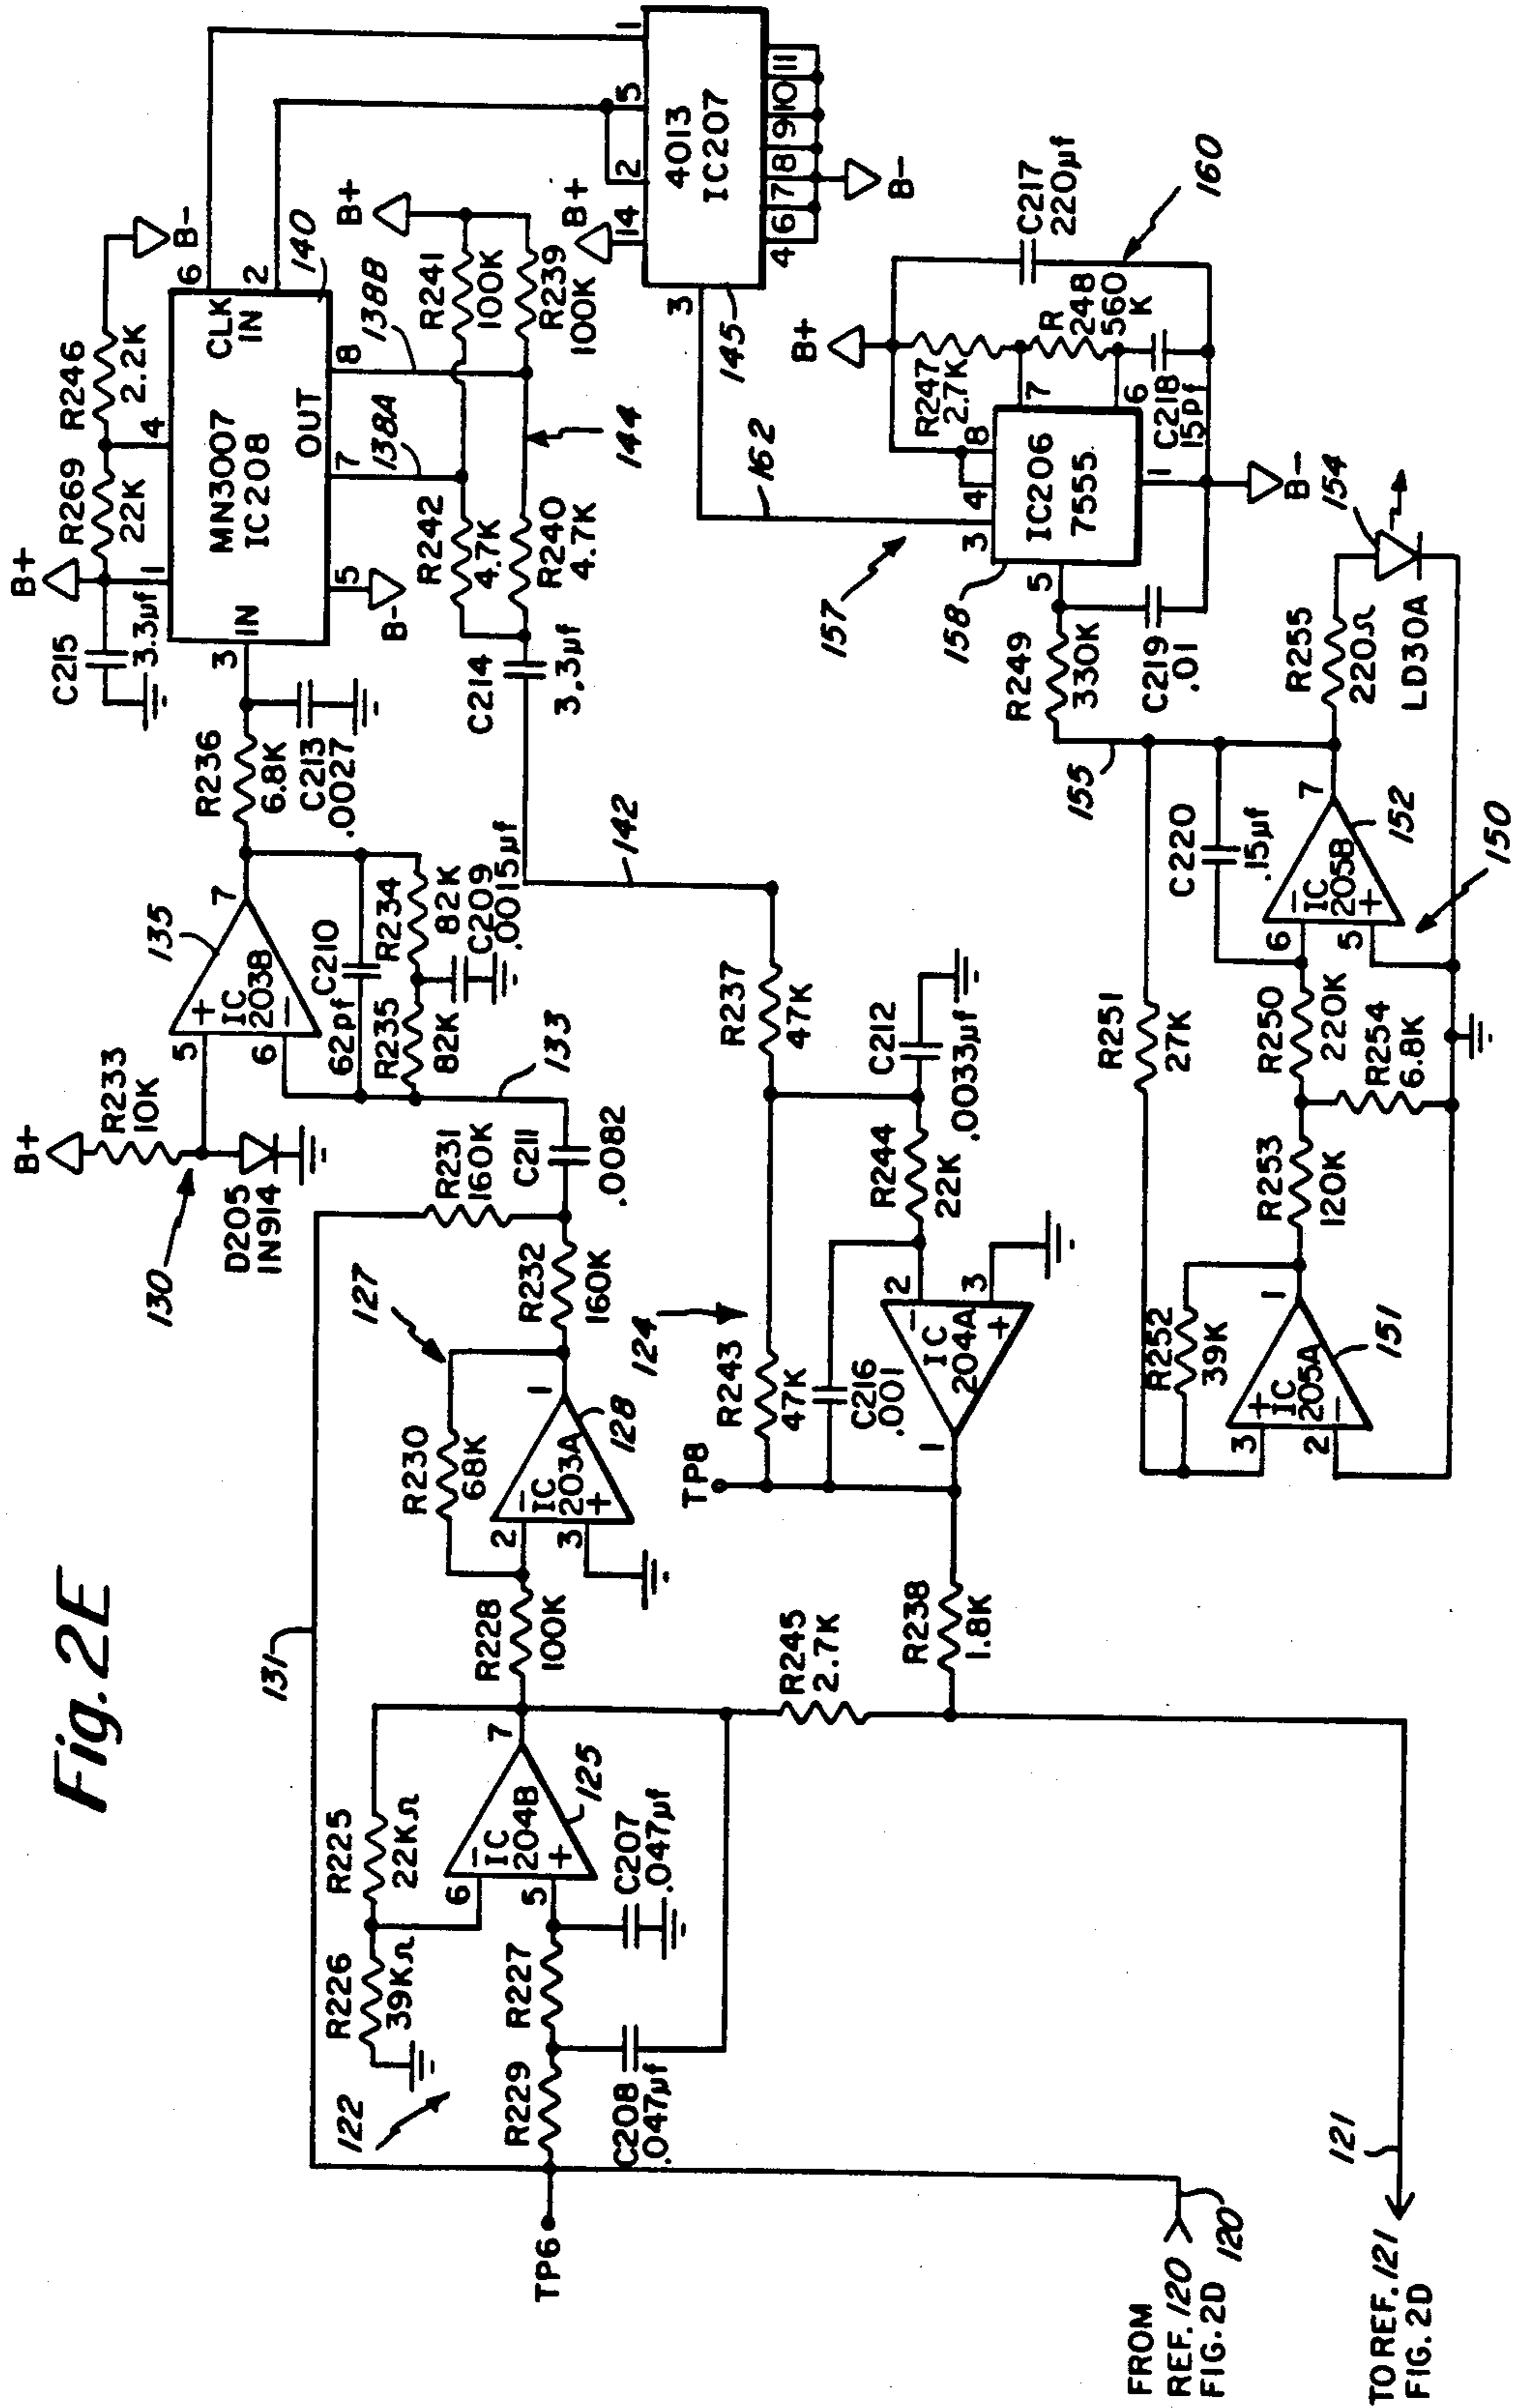 Fig. 2E
B+
C215
3.3µf
R269
22K
R246
2.2K
B-
1
4
MN3007
IC208
IN
3
CLK
IN
6
2
140
OUT
5
7
8
B-
138A
138B
B+
R241
100K
R239
100K
R242
4.7K
R240
4.7K
144
C214
3,3µf
142
B+
14
2
5
1
4013
IC207
3
4
6
7
8
9
10
11
145
B-
162
B+
R233
10K
D205
IN914
130
135
5
+
IC
203B
6
−
7
R236
6.8K
C213
.0027
C210
62pf
R234
82K
R235
82K
C209
.0015µf
133
R231
160K
C211
.0082
131
127
R232
160K
R230
68K
2
−
IC
203A
3
+
1
128
R228
100K
R225
22KΩ
R226
39KΩ
122
6
−
IC
204B
5
+
7
125
C207
.047µf
R227
R229
C208
.047µf
TP6
R237
47K
124
R243
47K
TP8
C212
.0033µf
R244
22K
C216
.001
2
−
IC
204A
3
+
1
R238
1.8K
R245
2.7K
FROM
REF. 120
FIG. 2D
120
TO REF. 121
FIG. 2D
121
B+
R247
2.7K
R
248
560
K
C217
220µf
160
157
158
3
4
8
7
6
IC206
7555
5
1
C218
15pf
B-
R249
330K
C219
.01
155
R255
220Ω
154
LD30A
C220
.15µf
R251
27K
6
−
IC
205B
5
+
7
152
150
R250
220K
R254
6.8K
R253
120K
R252
39K
3
+
IC
205A
2
−
1
151